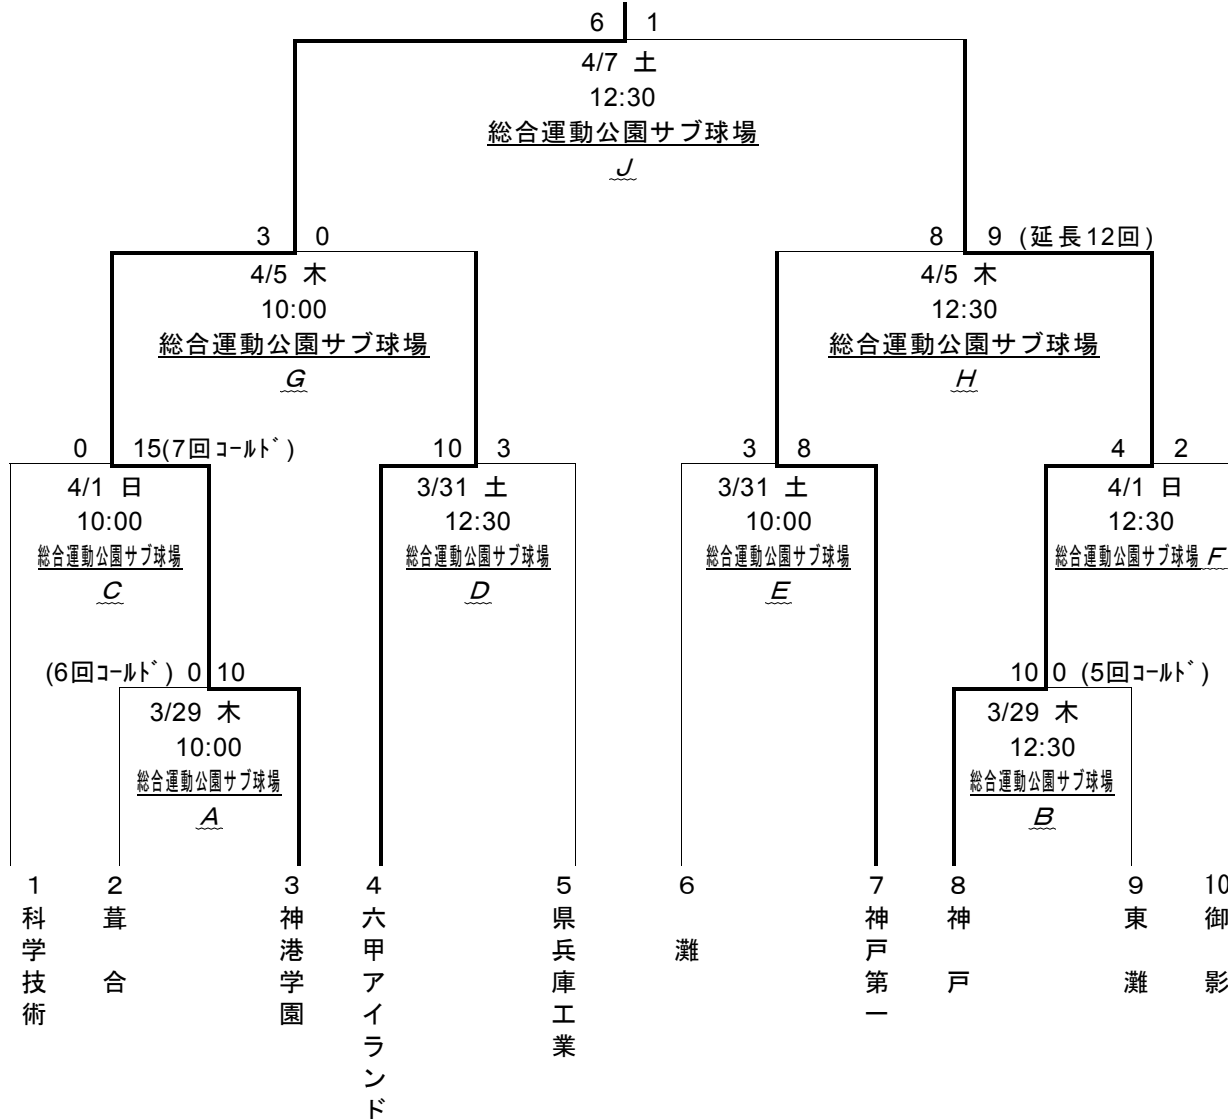 6 1
4/7 土
12:30
総合運動公園サブ球場
J
3 0
4/5 木
10:00
総合運動公園サブ球場
G
8 9 (延長12回)
4/5 木
12:30
総合運動公園サブ球場
H
0 15(7回ｺｰﾙﾄﾞ)
4/1 日
10:00
総合運動公園サブ球場
C
10 3
3/31 土
12:30
総合運動公園サブ球場
D
3 8
3/31 土
10:00
総合運動公園サブ球場
E
4 2
4/1 日
12:30
総合運動公園サブ球場 F
(6回ｺｰﾙﾄﾞ) 0 10
3/29 木
10:00
総合運動公園サブ球場
A
10 0 (5回ｺｰﾙﾄﾞ)
3/29 木
12:30
総合運動公園サブ球場
B
1 科学技術
2 葺合
3 神港学園
4 六甲アイランド
5 県兵庫工業
6 灘
7 神戸第一
8 神戸
9 東灘
10 御影